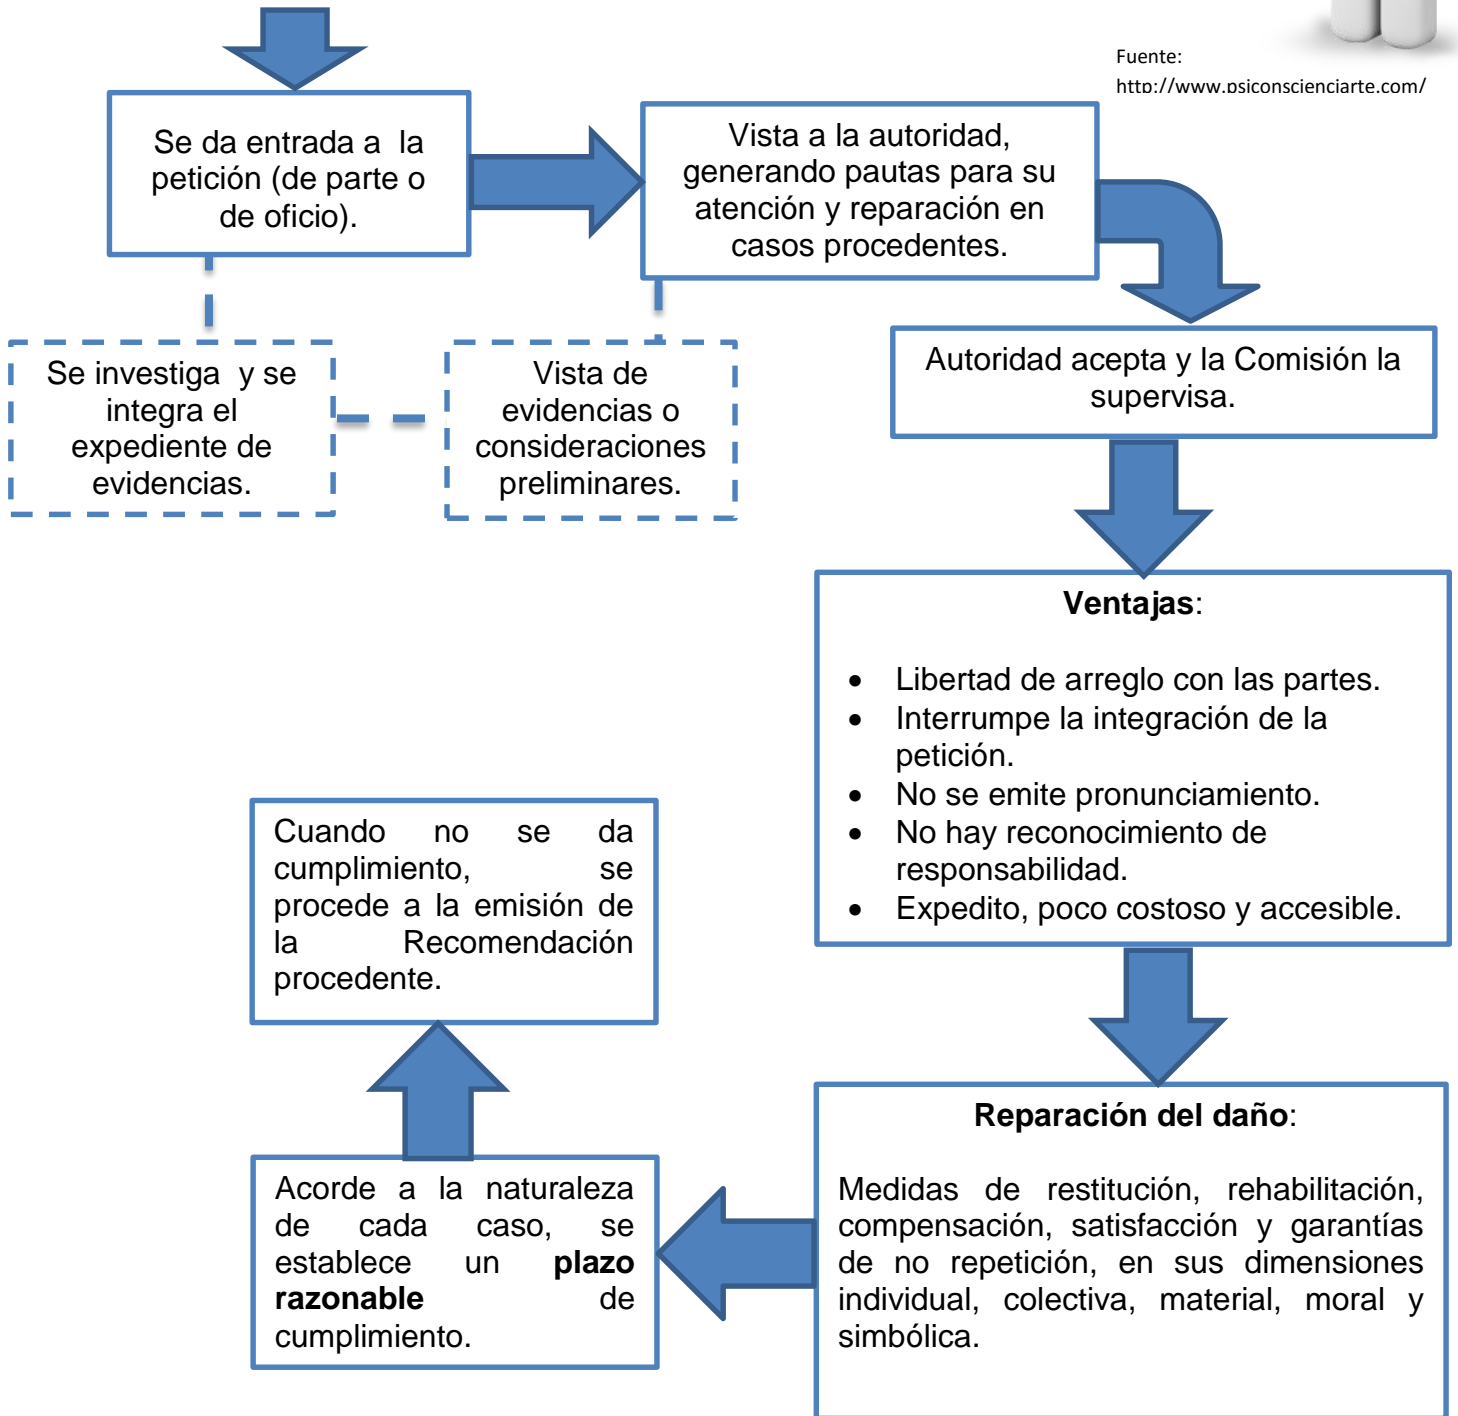 Fuente:
http://www.psiconscienciarte.com/
Se da entrada a la
petición (de parte o
de oficio).
Vista a la autoridad,
generando pautas para su
atención y reparación en
casos procedentes.
Se investiga y se
integra el
expediente de
evidencias.
Vista de
evidencias o
consideraciones
preliminares.
Autoridad acepta y la Comisión la
supervisa.
Ventajas:
• Libertad de arreglo con las partes.
• Interrumpe la integración de la
petición.
• No se emite pronunciamiento.
• No hay reconocimiento de
responsabilidad.
• Expedito, poco costoso y accesible.
Reparación del daño:
Medidas de restitución, rehabilitación,
compensación, satisfacción y garantías
de no repetición, en sus dimensiones
individual, colectiva, material, moral y
simbólica.
Acorde a la naturaleza
de cada caso, se
establece un plazo
razonable de
cumplimiento.
Cuando no se da
cumplimiento, se
procede a la emisión de
la Recomendación
procedente.